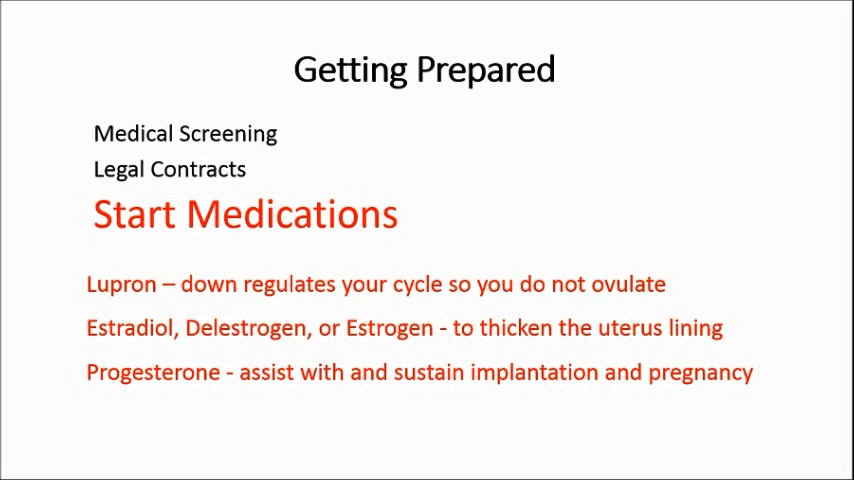 Getting Prepared
Medical Screening
Legal Contracts
Start Medications
Lupron – down regulates your cycle so you do not ovulate
Estradiol, Delestrogen, or Estrogen - to thicken the uterus lining
Progesterone - assist with and sustain implantation and pregnancy